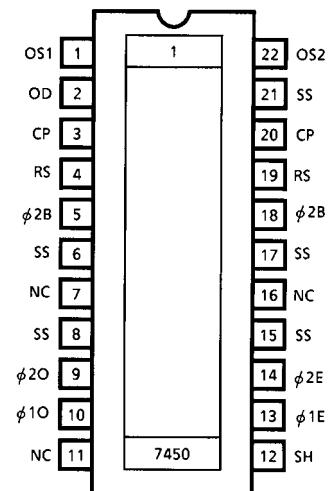 OS1 1 1 22 OS2
OD 2 21 SS
CP 3 20 CP
RS 4 19 RS
ϕ2B 5 18 ϕ2B
SS 6 17 SS
NC 7 16 NC
SS 8 15 SS
ϕ2O 9 14 ϕ2E
ϕ1O 10 13 ϕ1E
NC 11 7450 12 SH